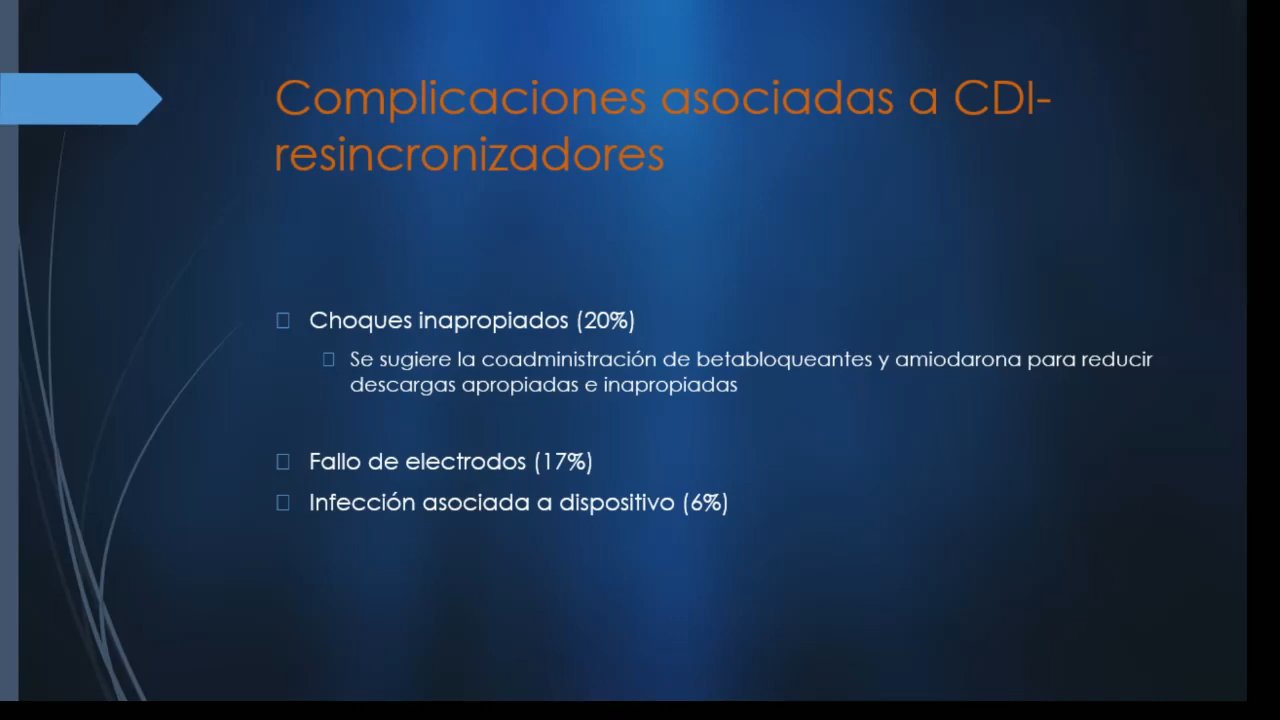 Complicaciones asociadas a CDI-
resincronizadores
Choques inapropiados (20%)
Se sugiere la coadministración de betabloqueantes y amiodarona para reducir
descargas apropiadas e inapropiadas
Fallo de electrodos (17%)
Infección asociada a dispositivo (6%)